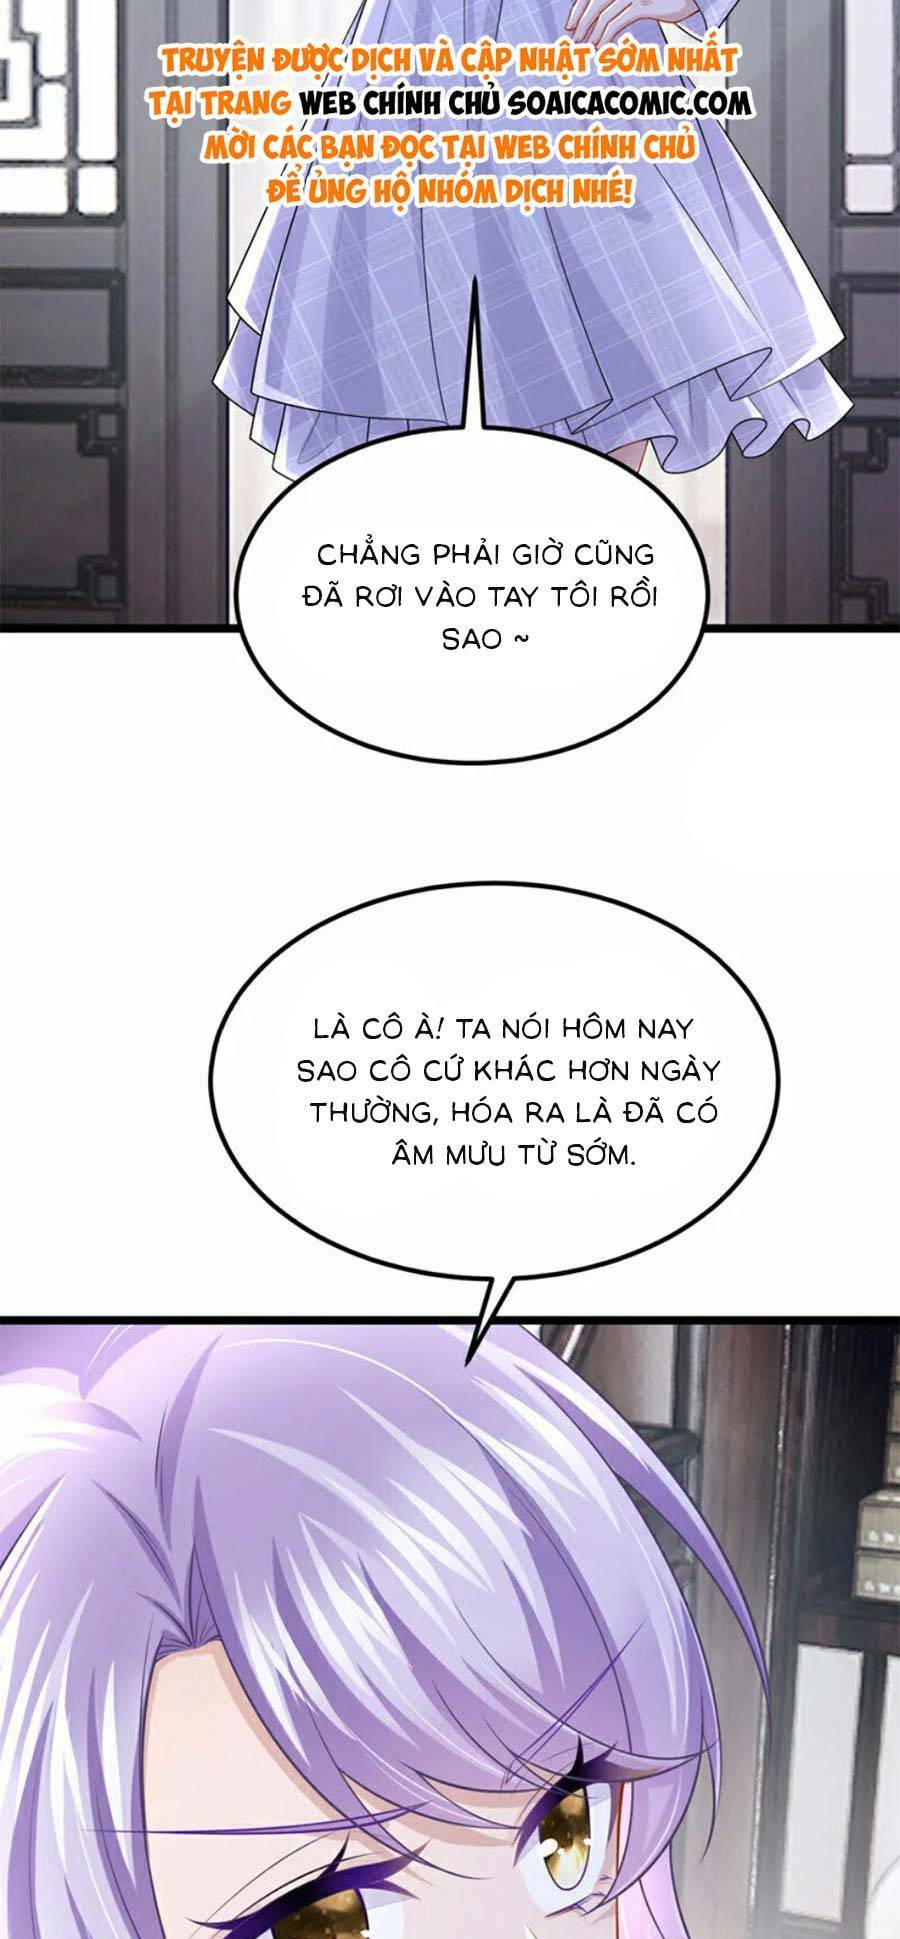 TRUYỆN ĐƯỢC DỊCH VÀ CẬP NHẬT SỚM NHẤT
TẠI TRANG WEB CHÍNH CHỦ SOAICACOMIC.COM
MỜI CÁC BẠN ĐỌC TẠI WEB CHÍNH CHỦ
ĐỂ ỦNG HỘ NHÓM DỊCH NHÉ!
CHẲNG PHẢI GIỜ CŨNG
ĐÃ RƠI VÀO TAY TÔI RỒI
SAO ~
LÀ CÔ À! TA NÓI HÔM NAY
SAO CÔ CỨ KHÁC HƠN NGÀY
THƯỜNG, HÓA RA LÀ ĐÃ CÓ
ÂM MƯU TỪ SỚM.